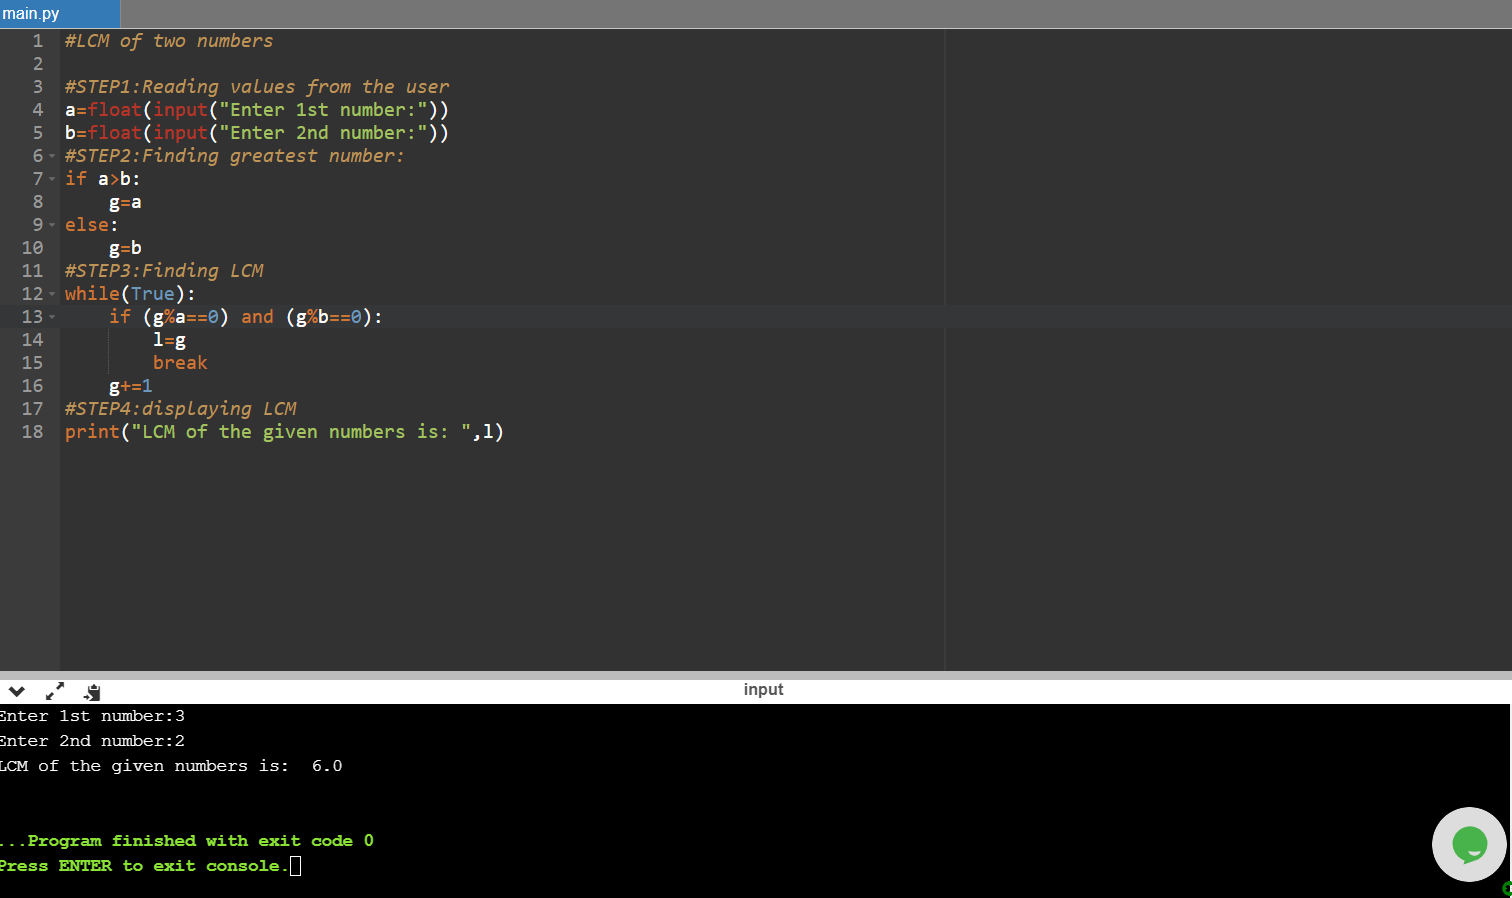 main.py
1 #LCM of two numbers
2
3 #STEP1:Reading values from the user
4 a=float(input("Enter 1st number:"))
5 b=float(input("Enter 2nd number:"))
6 #STEP2:Finding greatest number:
7 if a>b:
8     g=a
9 else:
10     g=b
11 #STEP3:Finding LCM
12 while(True):
13     if (g%a==0) and (g%b==0):
14         l=g
15         break
16     g+=1
17 #STEP4:displaying LCM
18 print("LCM of the given numbers is: ",l)
input
Enter 1st number:3
Enter 2nd number:2
LCM of the given numbers is:  6.0
...Program finished with exit code 0
Press ENTER to exit console.